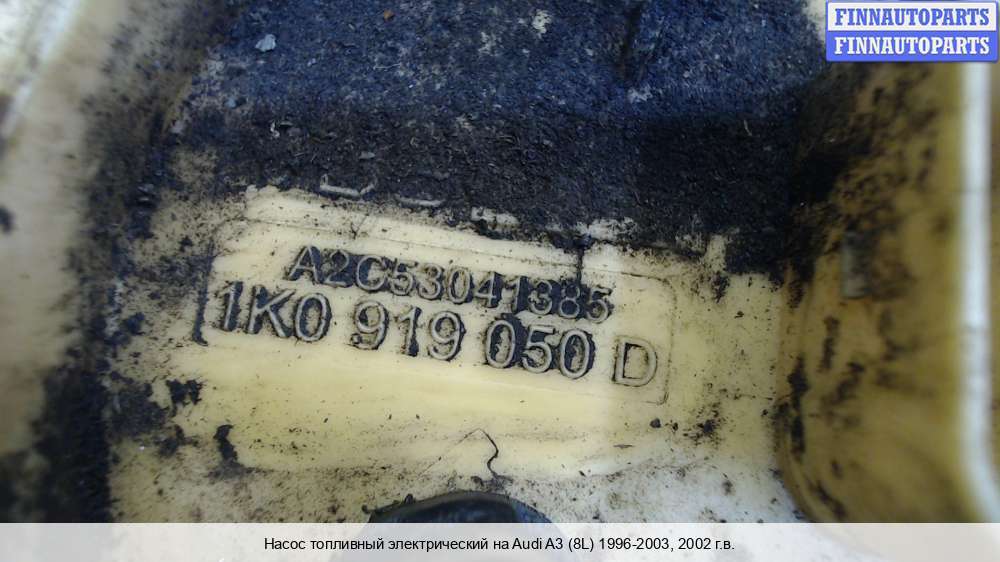 FINNAUTOPARTS
FINNAUTOPARTS
A2C53041385
1K0 919 050 D
Насос топливный электрический на Audi A3 (8L) 1996-2003, 2002 г.в.